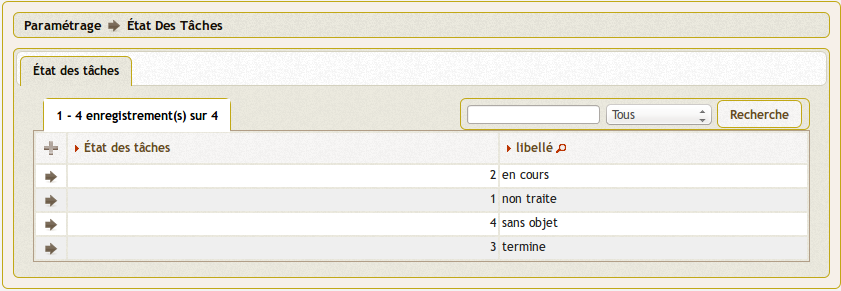 Paramétrage État Des Tâches
État des tâches
1 - 4 enregistrement(s) sur 4 Tous Recherche
État des tâches libellé
2 en cours
1 non traite
4 sans objet
3 termine